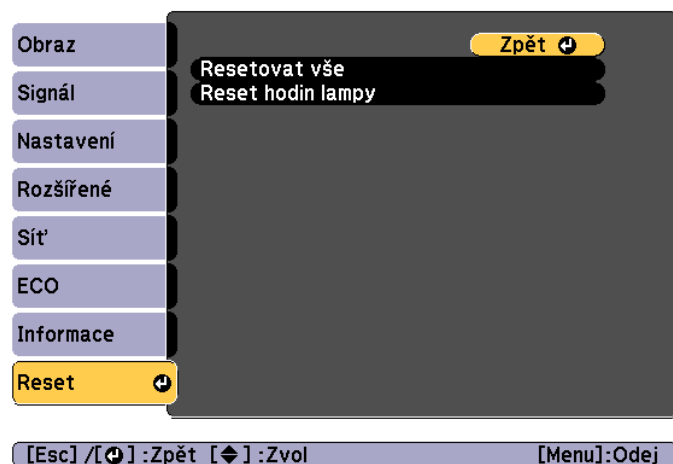 Obraz
Signál
Nastavení
Rozšířené
Síť
ECO
Informace
Reset
Zpět
Resetovat vše
Reset hodin lampy
[Esc] /[ ] :Zpět [ ] :Zvol [Menu]:Odej